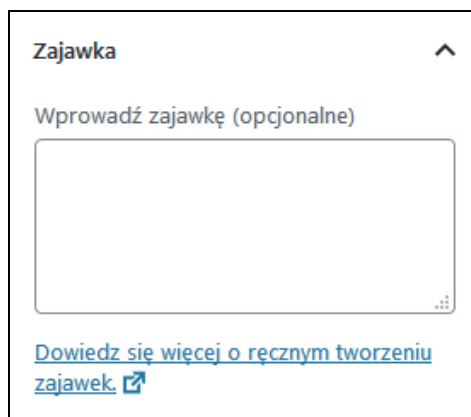 Zajawka
Wprowadź zajawkę (opcjonalne)
Dowiedz się więcej o ręcznym tworzeniu
zajawek.